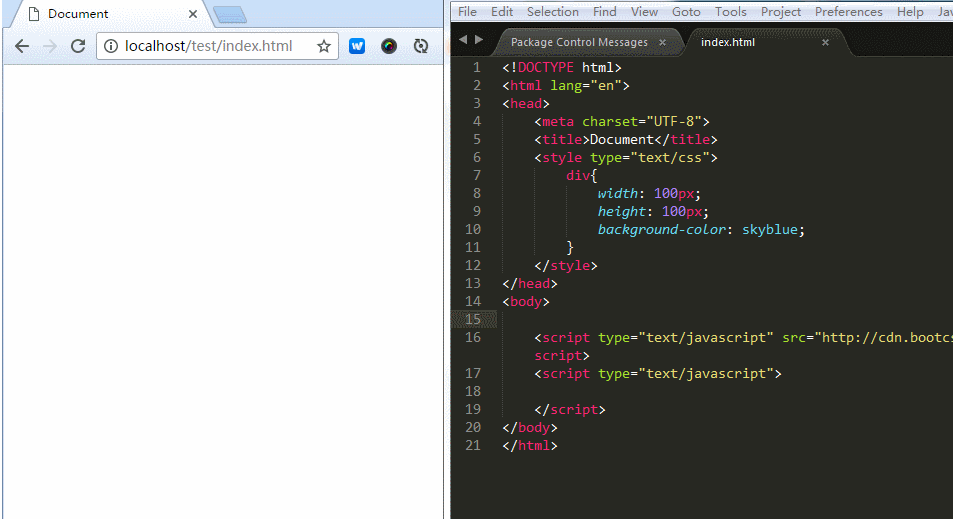 Document
localhost/test/index.html
File Edit Selection Find View Goto Tools Project Preferences Help Jav
Package Control Messages index.html
1 <!DOCTYPE html>
2 <html lang="en">
3 <head>
4 <meta charset="UTF-8">
5 <title>Document</title>
6 <style type="text/css">
7 div{
8 width: 100px;
9 height: 100px;
10 background-color: skyblue;
11 }
12 </style>
13 </head>
14 <body>
15
16 <script type="text/javascript" src="http://cdn.bootcs
script>
17 <script type="text/javascript">
18
19 </script>
20 </body>
21 </html>